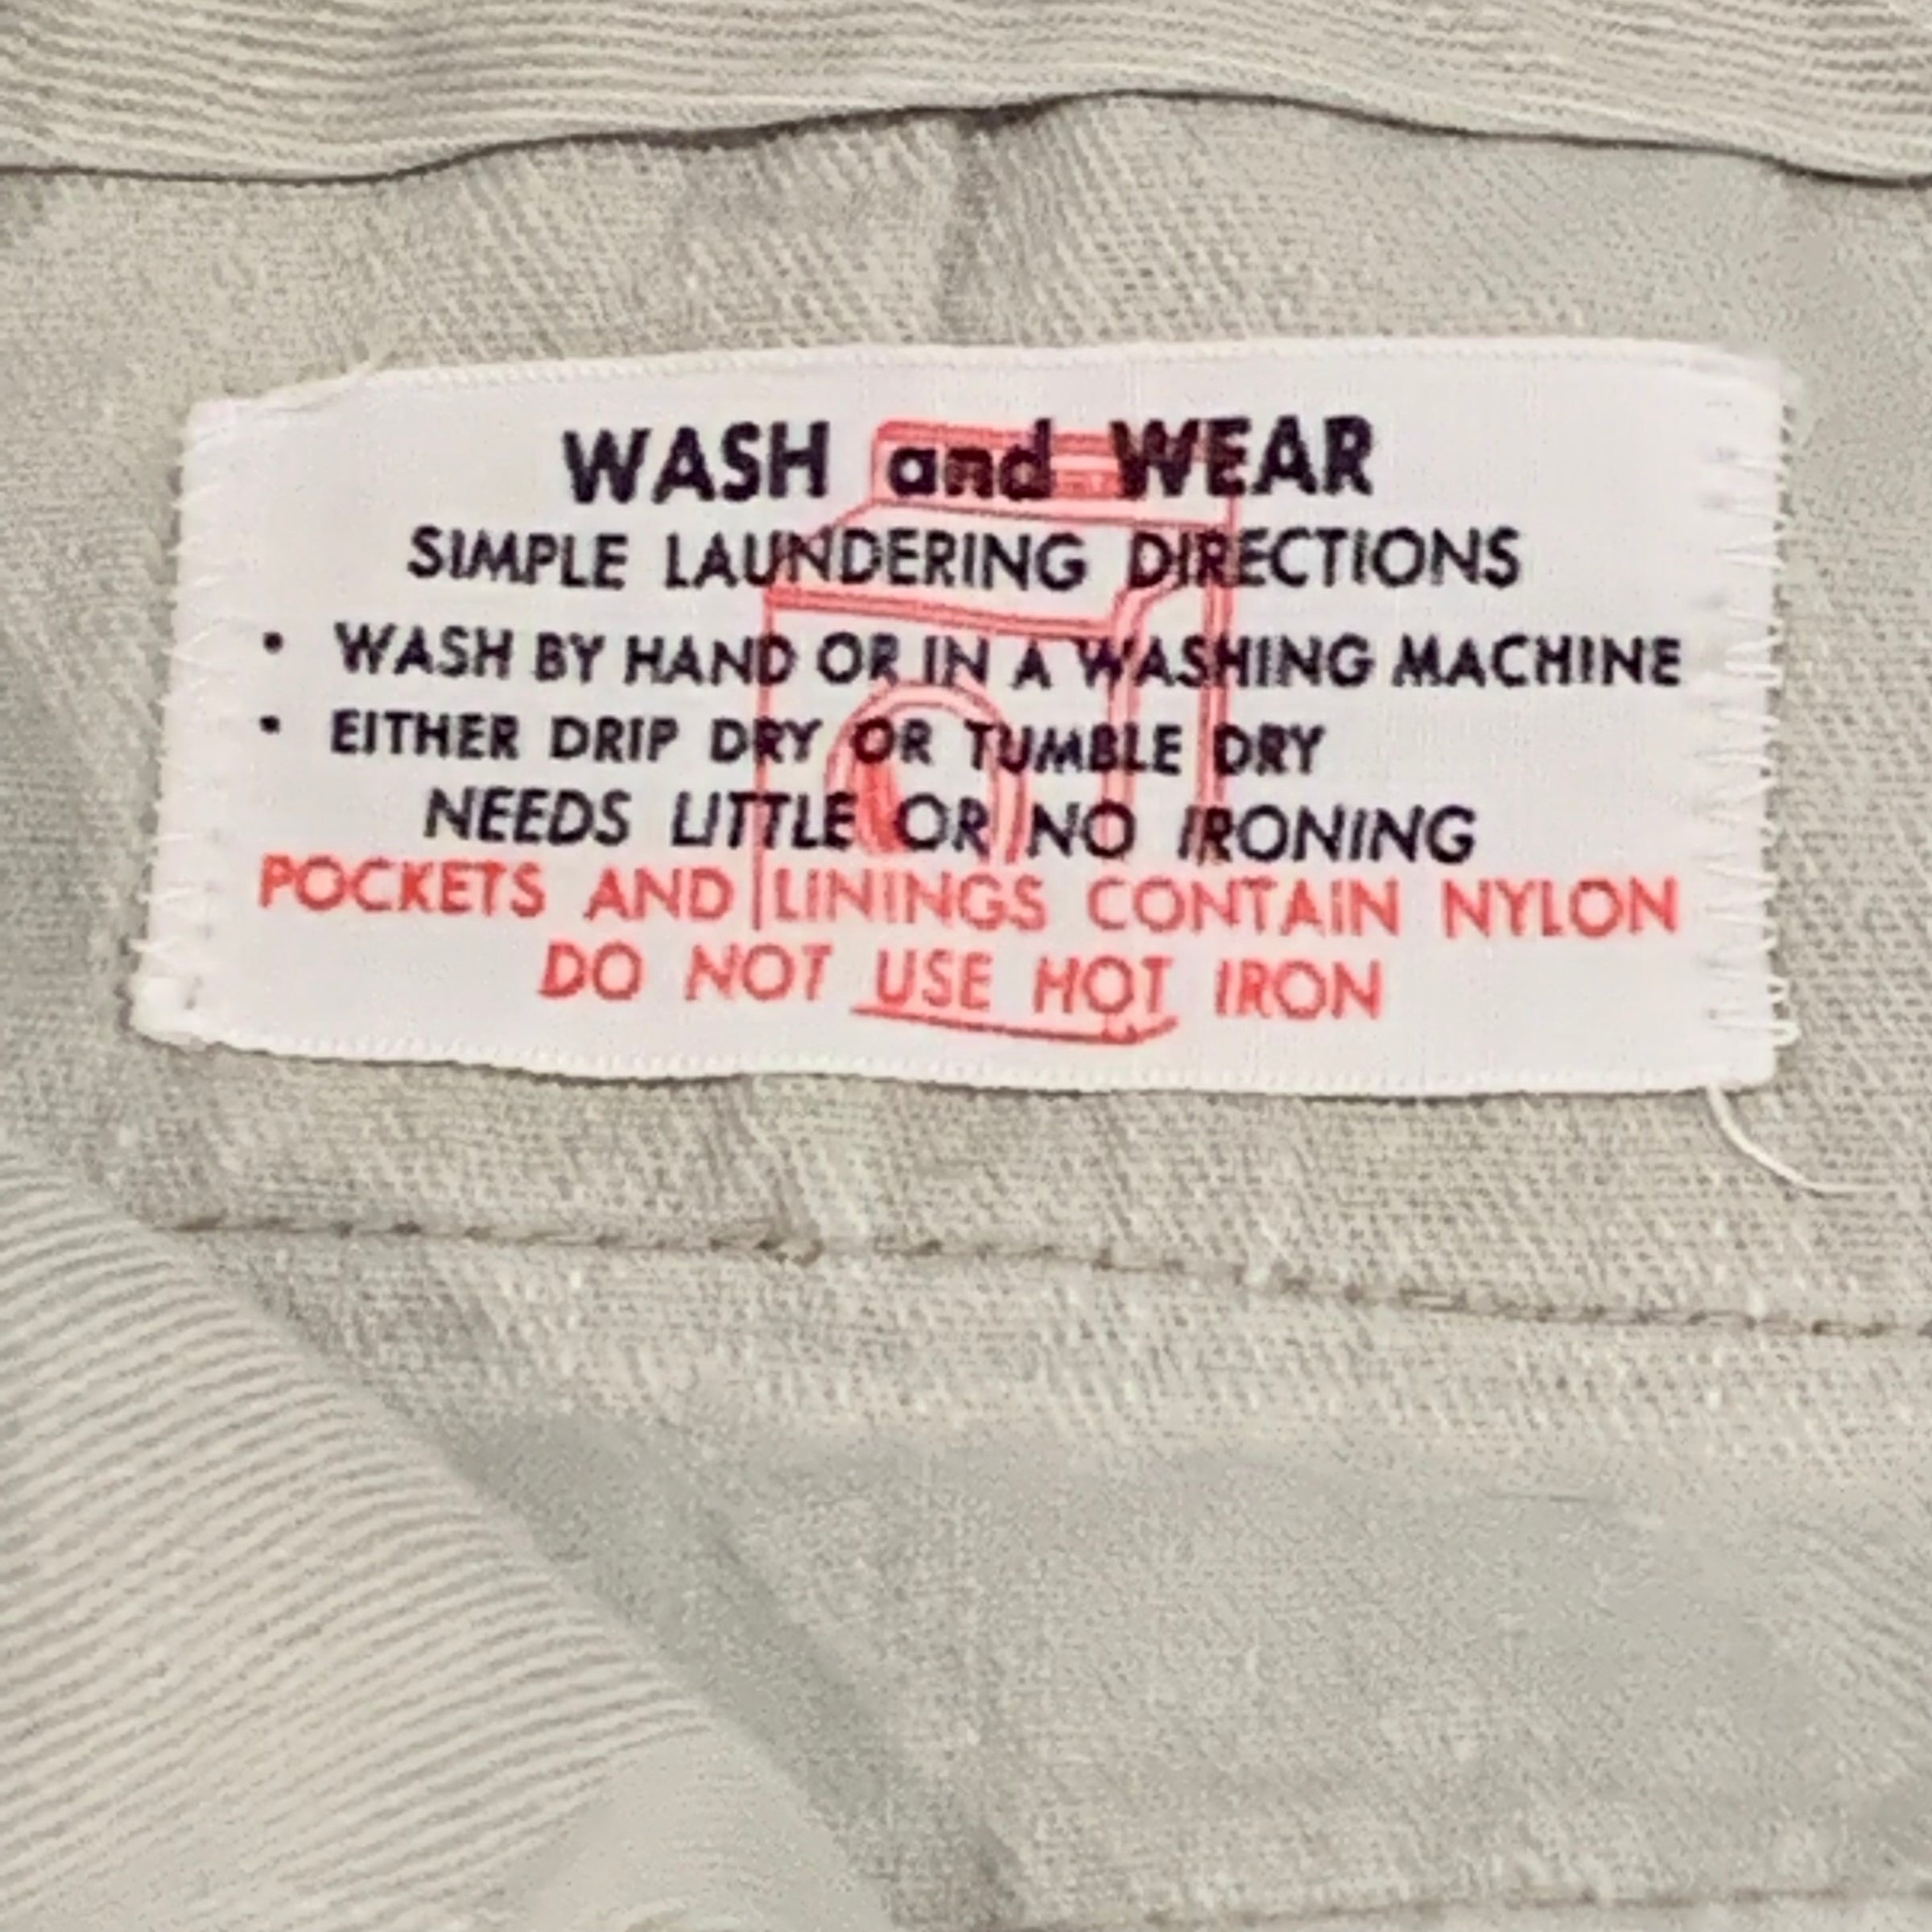 WASH and WEAR
SIMPLE LAUNDERING DIRECTIONS
• WASH BY HAND OR IN A WASHING MACHINE
• EITHER DRIP DRY OR TUMBLE DRY
NEEDS LITTLE OR NO IRONING
POCKETS AND LININGS CONTAIN NYLON
DO NOT USE HOT IRON